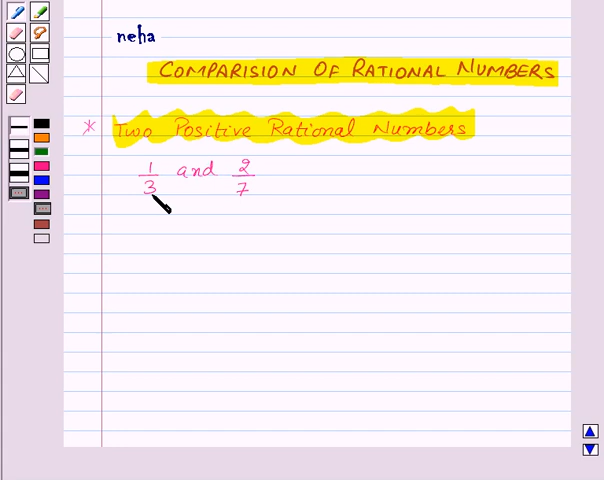 neha
COMPARISION OF RATIONAL NUMBERS
* Two Positive Rational Numbers
1/3 and 2/7